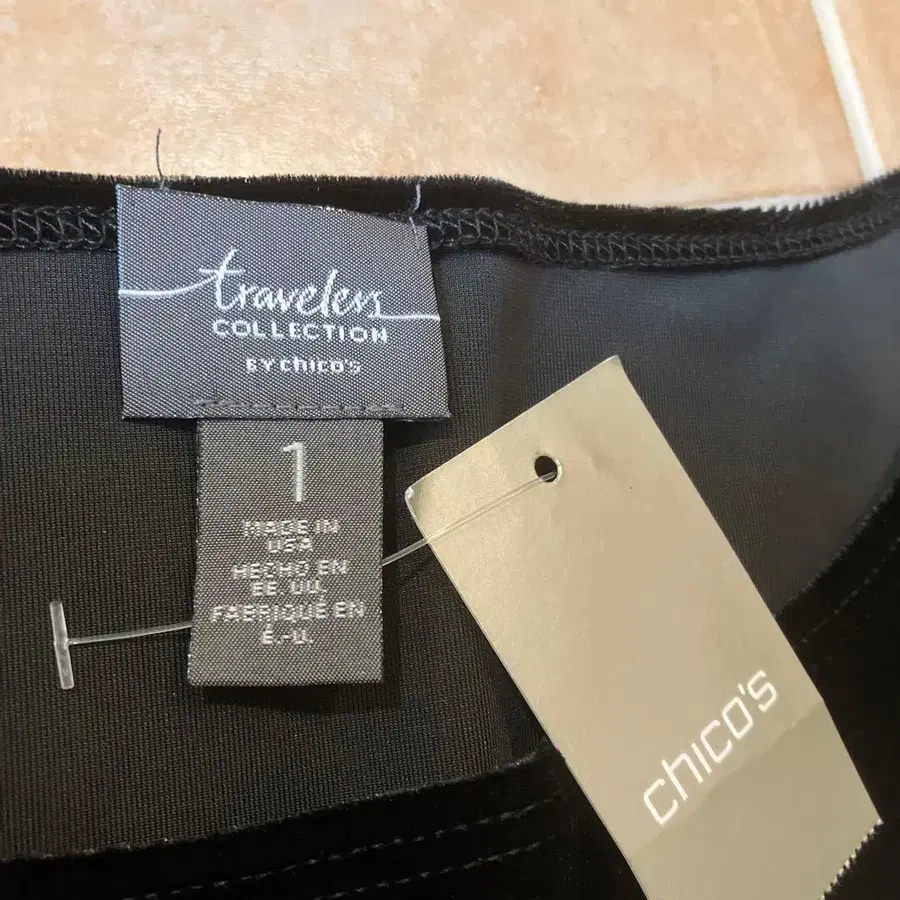 travelers
COLLECTION
BY chico's
1
MADE IN
USA
HECHO EN
EE. UU.
FABRIQUÉ EN
É.-U.
chico's